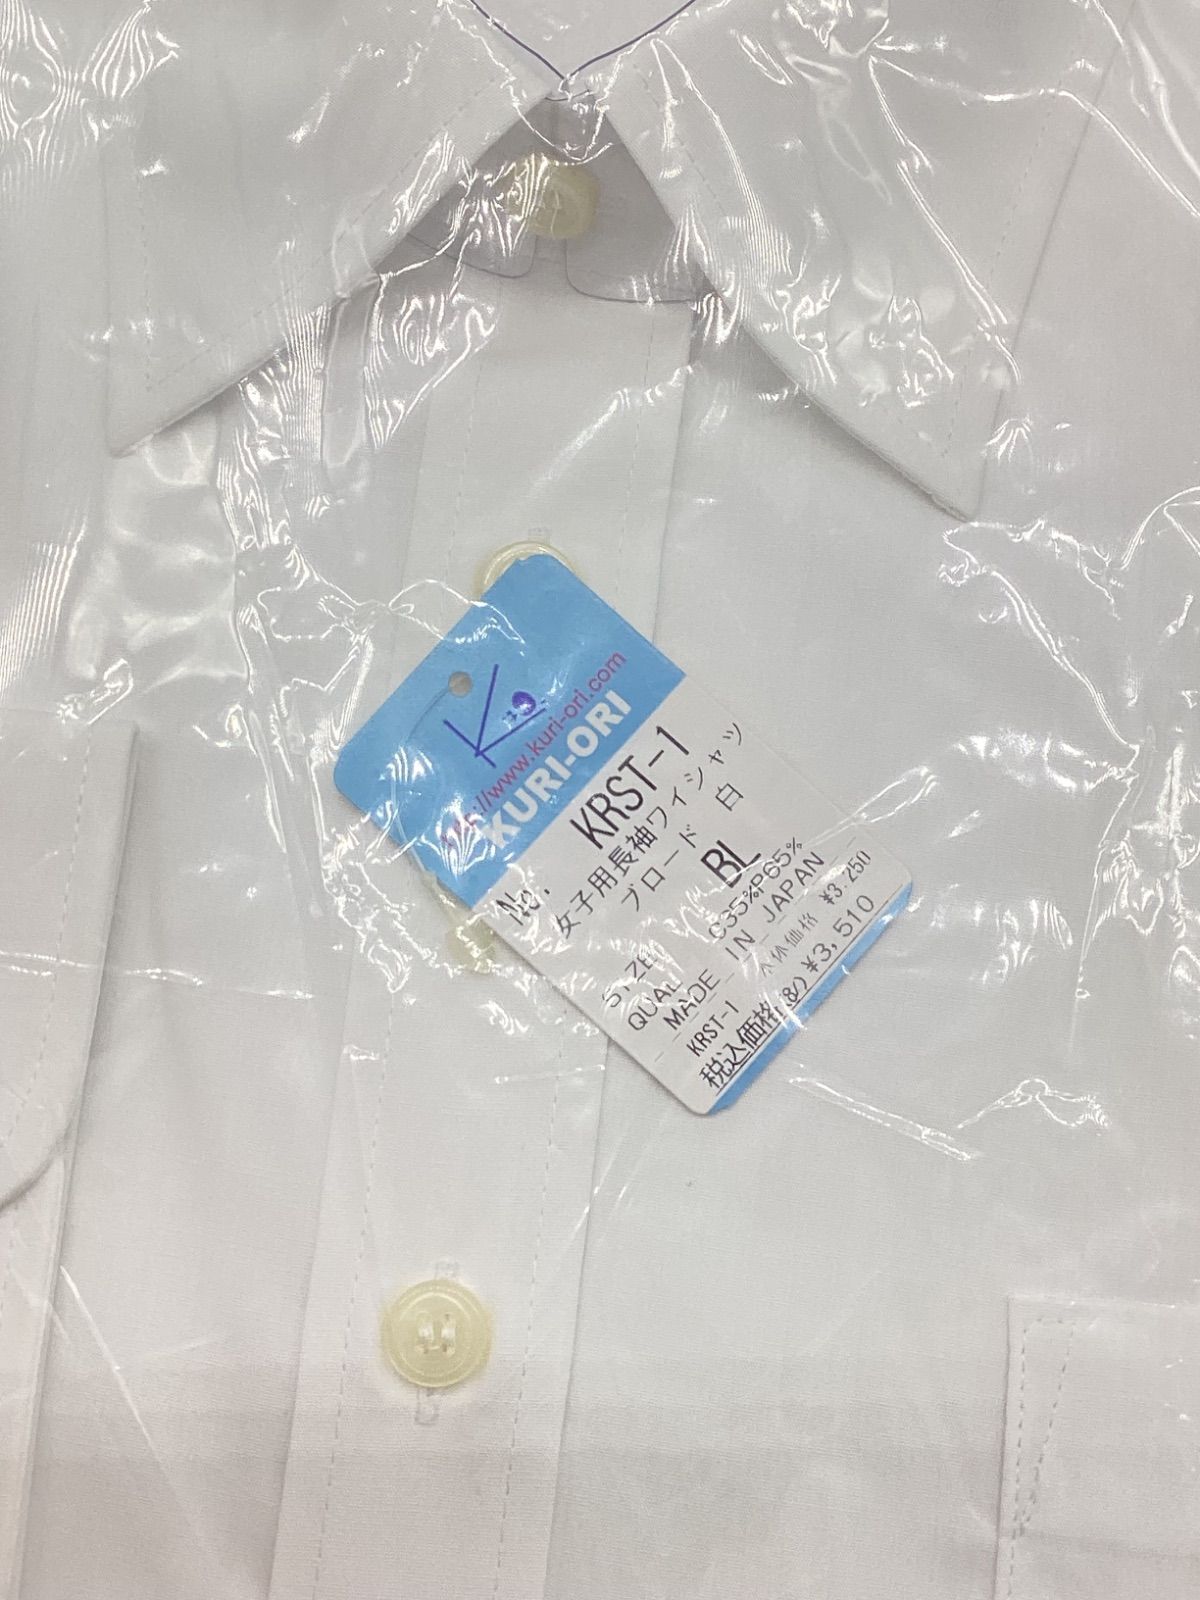 K
://www.kuri-ori.com
KURI-ORI
No. KRST-1
女子用長袖ワイシャツ
ブロード 白
SIZE BL
QUAL C35%P65%
MADE IN JAPAN
KRST-1 本体価格 ¥3,250
税込価格(8%) ¥3,510